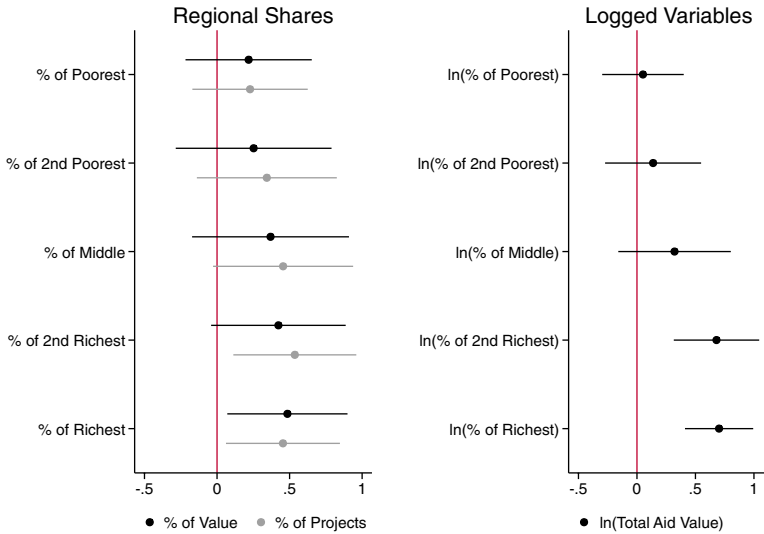 Regional Shares
% of Poorest
% of 2nd Poorest
% of Middle
% of 2nd Richest
% of Richest
-.5 0 .5 1
% of Value % of Projects
Logged Variables
ln(% of Poorest)
ln(% of 2nd Poorest)
ln(% of Middle)
ln(% of 2nd Richest)
ln(% of Richest)
-.5 0 .5 1
ln(Total Aid Value)